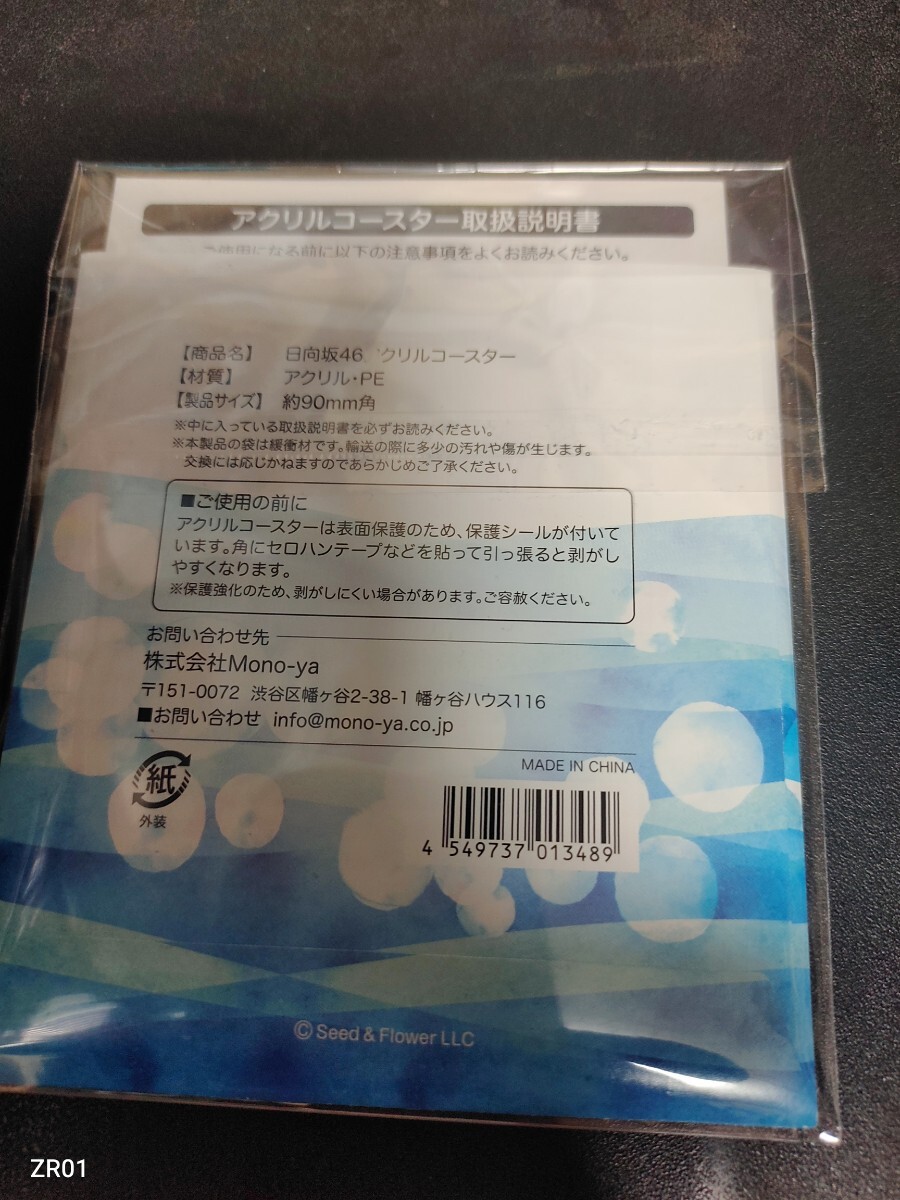 アクリルコースター取扱説明書
ご使用になる前に以下の注意事項をよくお読みください。
【商品名】 日向坂46 クリルコースター
【材質】 アクリル・PE
【製品サイズ】 約90mm角
※中に入っている取扱説明書を必ずお読みください。
※本製品の袋は緩衝材です。輸送の際に多少の汚れや傷が生じます。
交換には応じかねますのであらかじめご了承ください。
■ご使用の前に
アクリルコースターは表面保護のため、保護シールが付いて
います。角にセロハンテープなどを貼って引っ張ると剥がし
やすくなります。
※保護強化のため、剥がしにくい場合があります。ご容赦ください。
お問い合わせ先
株式会社Mono-ya
〒151-0072 渋谷区幡ヶ谷2-38-1 幡ヶ谷ハウス116
■お問い合わせ info@mono-ya.co.jp
MADE IN CHINA
紙
外装
4 549737 013489
© Seed & Flower LLC
ZR01